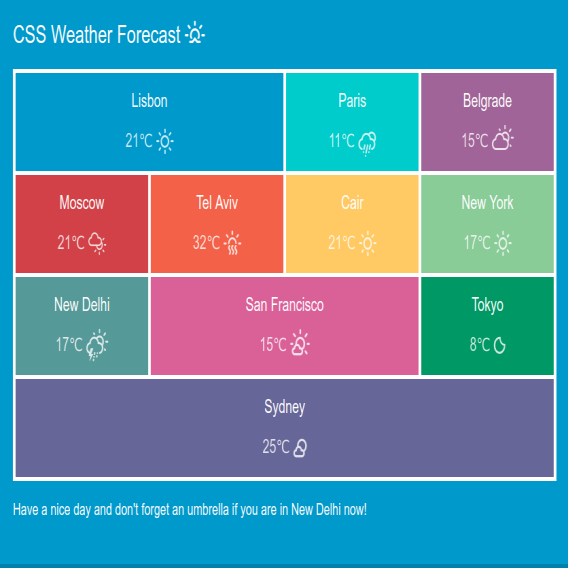 CSS Weather Forecast
Lisbon
21°C
Paris
11°C
Belgrade
15°C
Moscow
21°C
Tel Aviv
32°C
Cair
21°C
New York
17°C
New Delhi
17°C
San Francisco
15°C
Tokyo
8°C
Sydney
25°C
Have a nice day and don't forget an umbrella if you are in New Delhi now!